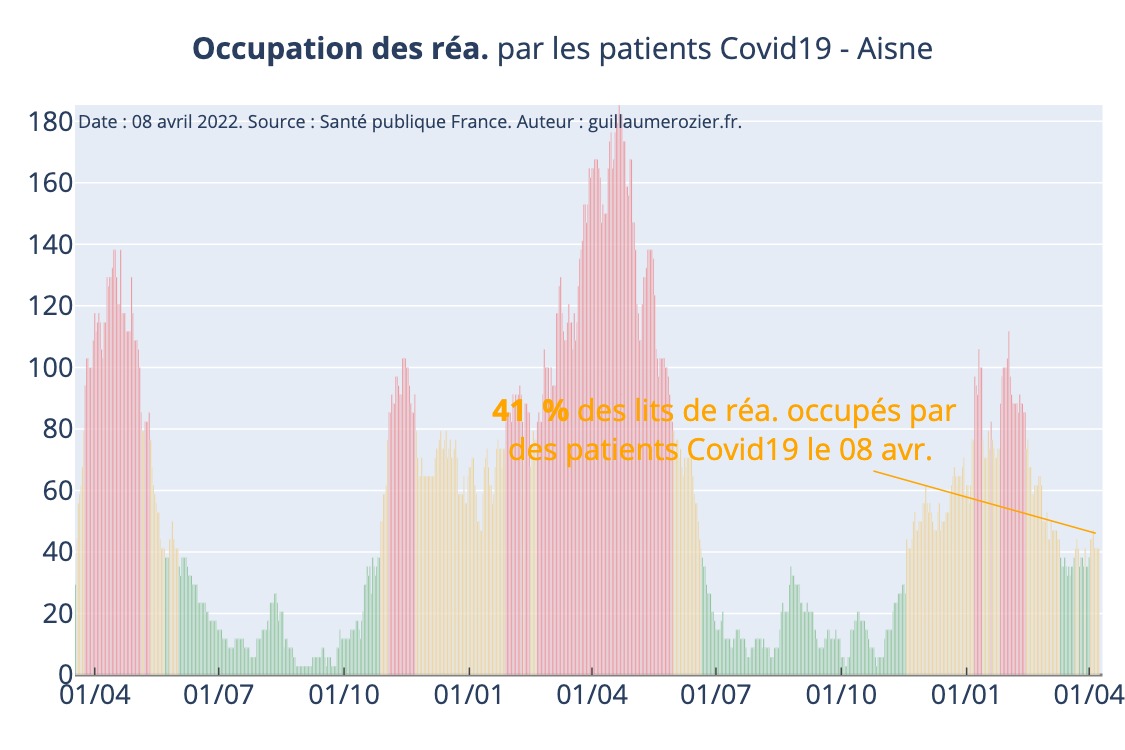 Occupation des réa. par les patients Covid19 - Aisne
180
Date : 08 avril 2022. Source : Santé publique France. Auteur : guillaumerozier.fr.
160
140
120
100
80
60
40
20
0
41 % des lits de réa. occupés par
des patients Covid19 le 08 avr.
01/04 01/07 01/10 01/01 01/04 01/07 01/10 01/01 01/04